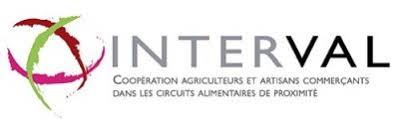 INTERVAL
COOPÉRATION AGRICULTEURS ET ARTISANS COMMERÇANTS
DANS LES CIRCUITS ALIMENTAIRES DE PROXIMITÉ